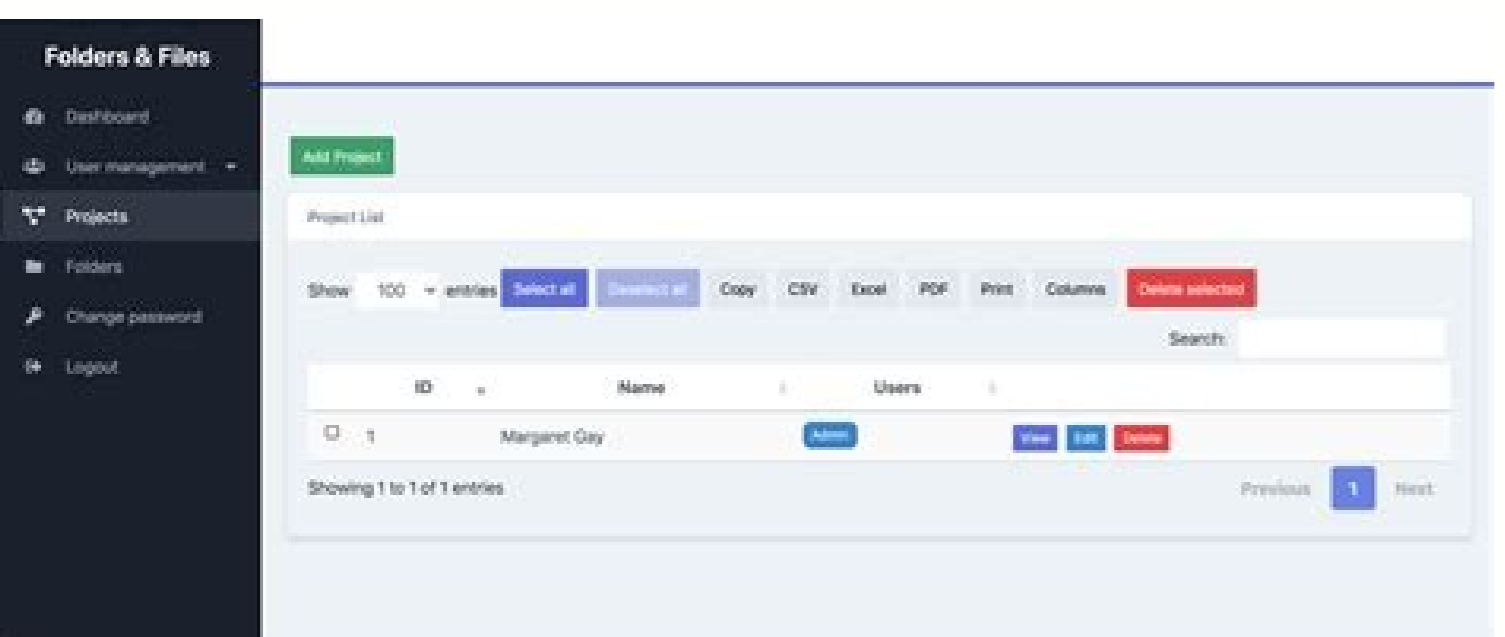 Folders & Files
Dashboard
User management
Projects
Folders
Change password
Logout
Add Project
Project List
Show 100 entries Select all Deselect all Copy CSV Excel PDF Print Columns Delete selected
Search:
ID Name Users
1 Margaret Gay Admin View Edit Delete
Showing 1 to 1 of 1 entries
Previous 1 Next